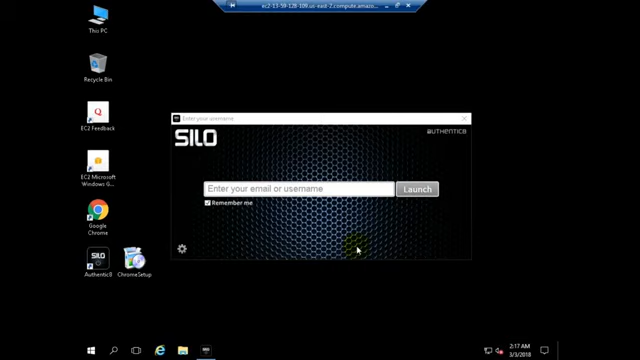 ec2-13-59-128-109.us-east-2.compute.amazo...
Tho PC
Recycle Bin
EC2 Feedback
EC2 Microsoft
Windows G...
Google
Chrome
SILO
Authentic8
ChromeSetup
Enter your username
SILO
AUTHENTIC8
Enter your email or username
Launch
Remember me
2:17 AM
3/3/2018